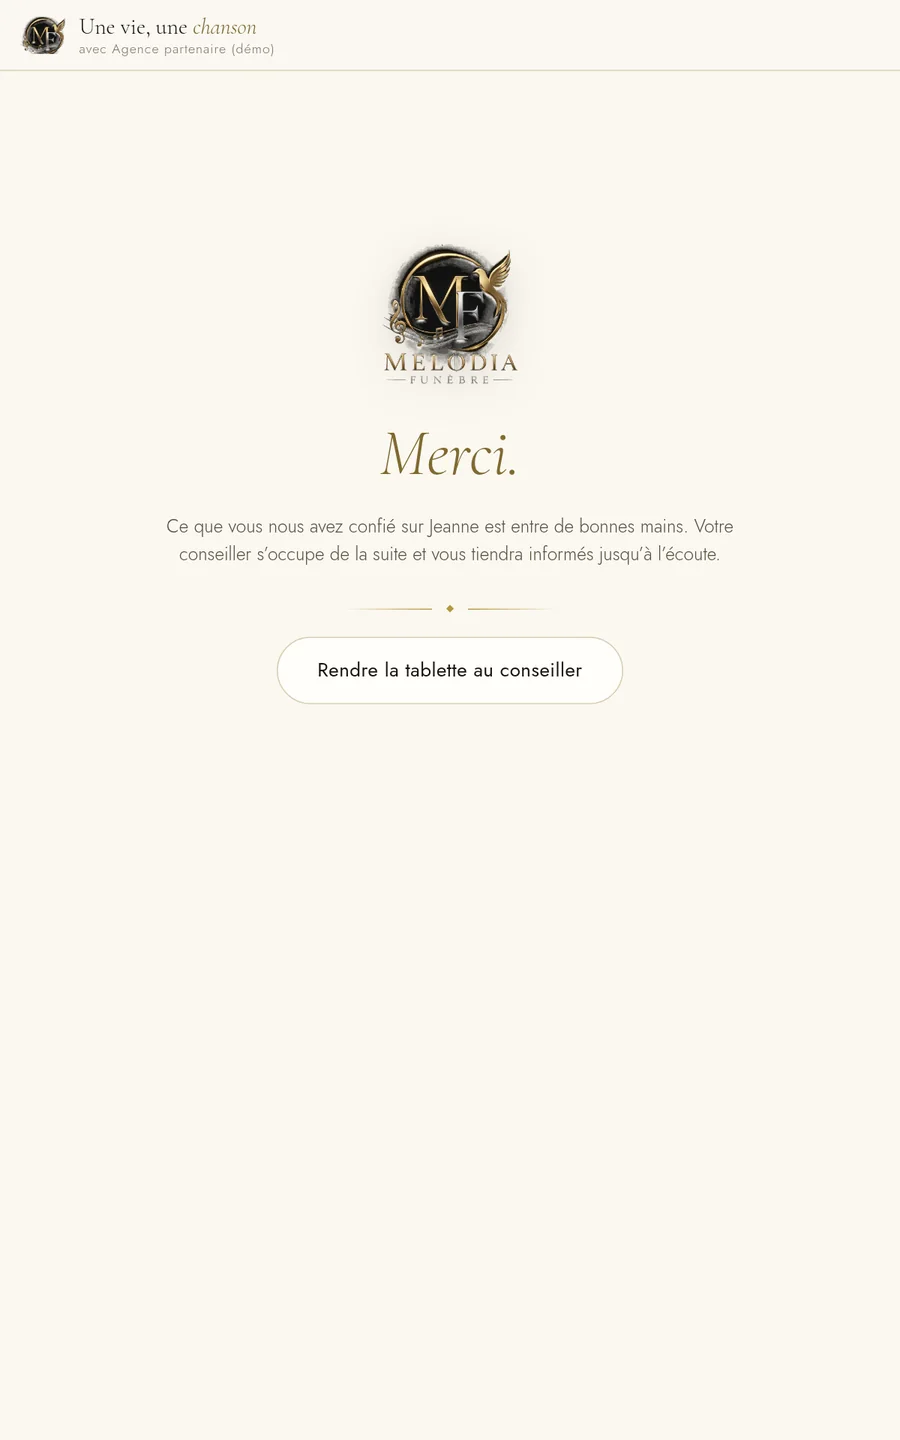 MF
Une vie, une chanson
avec Agence partenaire (démo)
MF
MÉLODIA
FUNÈBRE
Merci.
Ce que vous nous avez confié sur Jeanne est entre de bonnes mains. Votre
conseiller s’occupe de la suite et vous tiendra informés jusqu’à l’écoute.
Rendre la tablette au conseiller